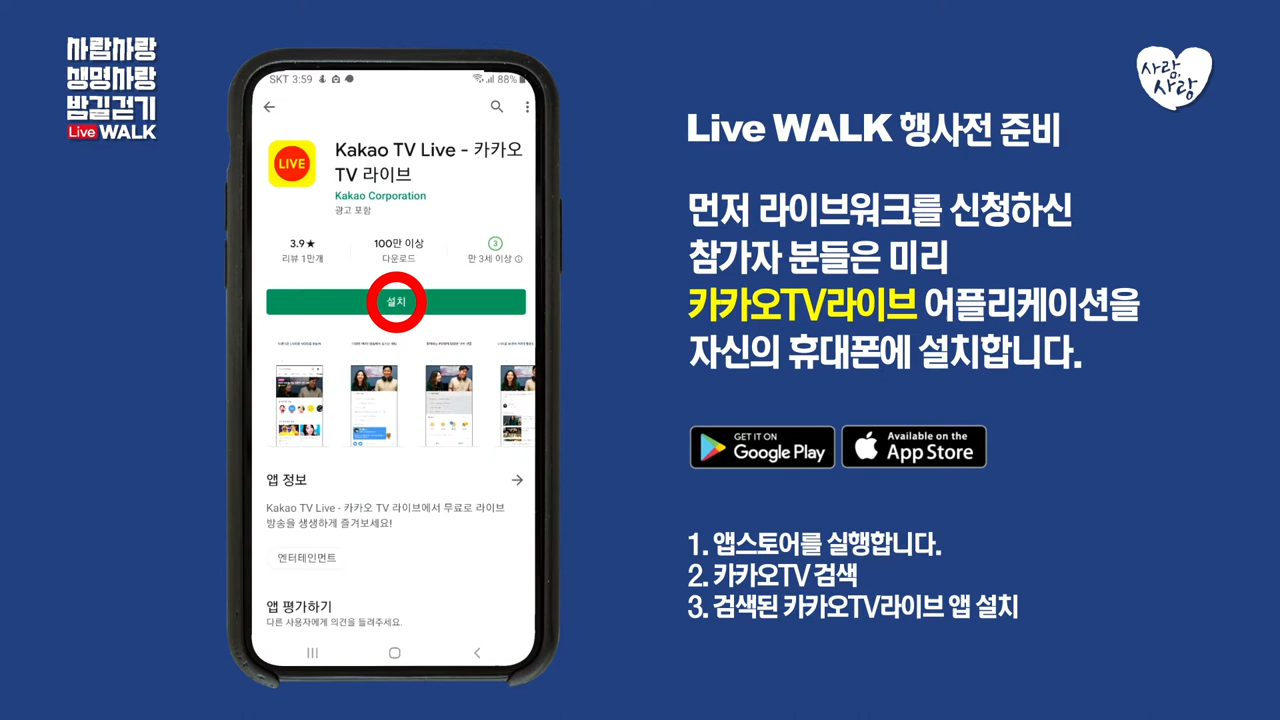 사람사랑
생명사랑
밤길걷기
Live WALK
사람,
사랑
SKT 3:59
88%
LIVE
Kakao TV Live - 카카오
TV 라이브
Kakao Corporation
광고 포함
3.9★
리뷰 1만개
100만 이상
다운로드
3
만 3세 이상
설치
앱 정보
Kakao TV Live - 카카오 TV 라이브에서 무료로 라이브
방송을 생생하게 즐겨보세요!
엔터테인먼트
앱 평가하기
다른 사용자에게 의견을 들려주세요.
Live WALK 행사전 준비
먼저 라이브워크를 신청하신
참가자 분들은 미리
카카오TV라이브 어플리케이션을
자신의 휴대폰에 설치합니다.
GET IT ON
Google Play
Available on the
App Store
1. 앱스토어를 실행합니다.
2. 카카오TV 검색
3. 검색된 카카오TV라이브 앱 설치